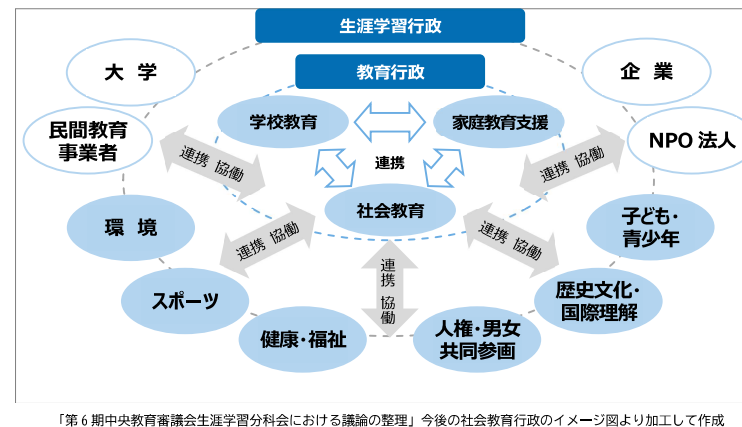 生涯学習行政
教育行政
大 学
企 業
民間教育
事業者
学校教育
家庭教育支援
NPO 法人
連携
連携 協働
連携 協働
社会教育
環 境
子ども・
青少年
連携 協働
連携 協働
連携 協働
スポーツ
歴史文化・
国際理解
健康・福祉
人権・男女
共同参画
「第６期中央教育審議会生涯学習分科会における議論の整理」今後の社会教育行政のイメージ図より加工して作成